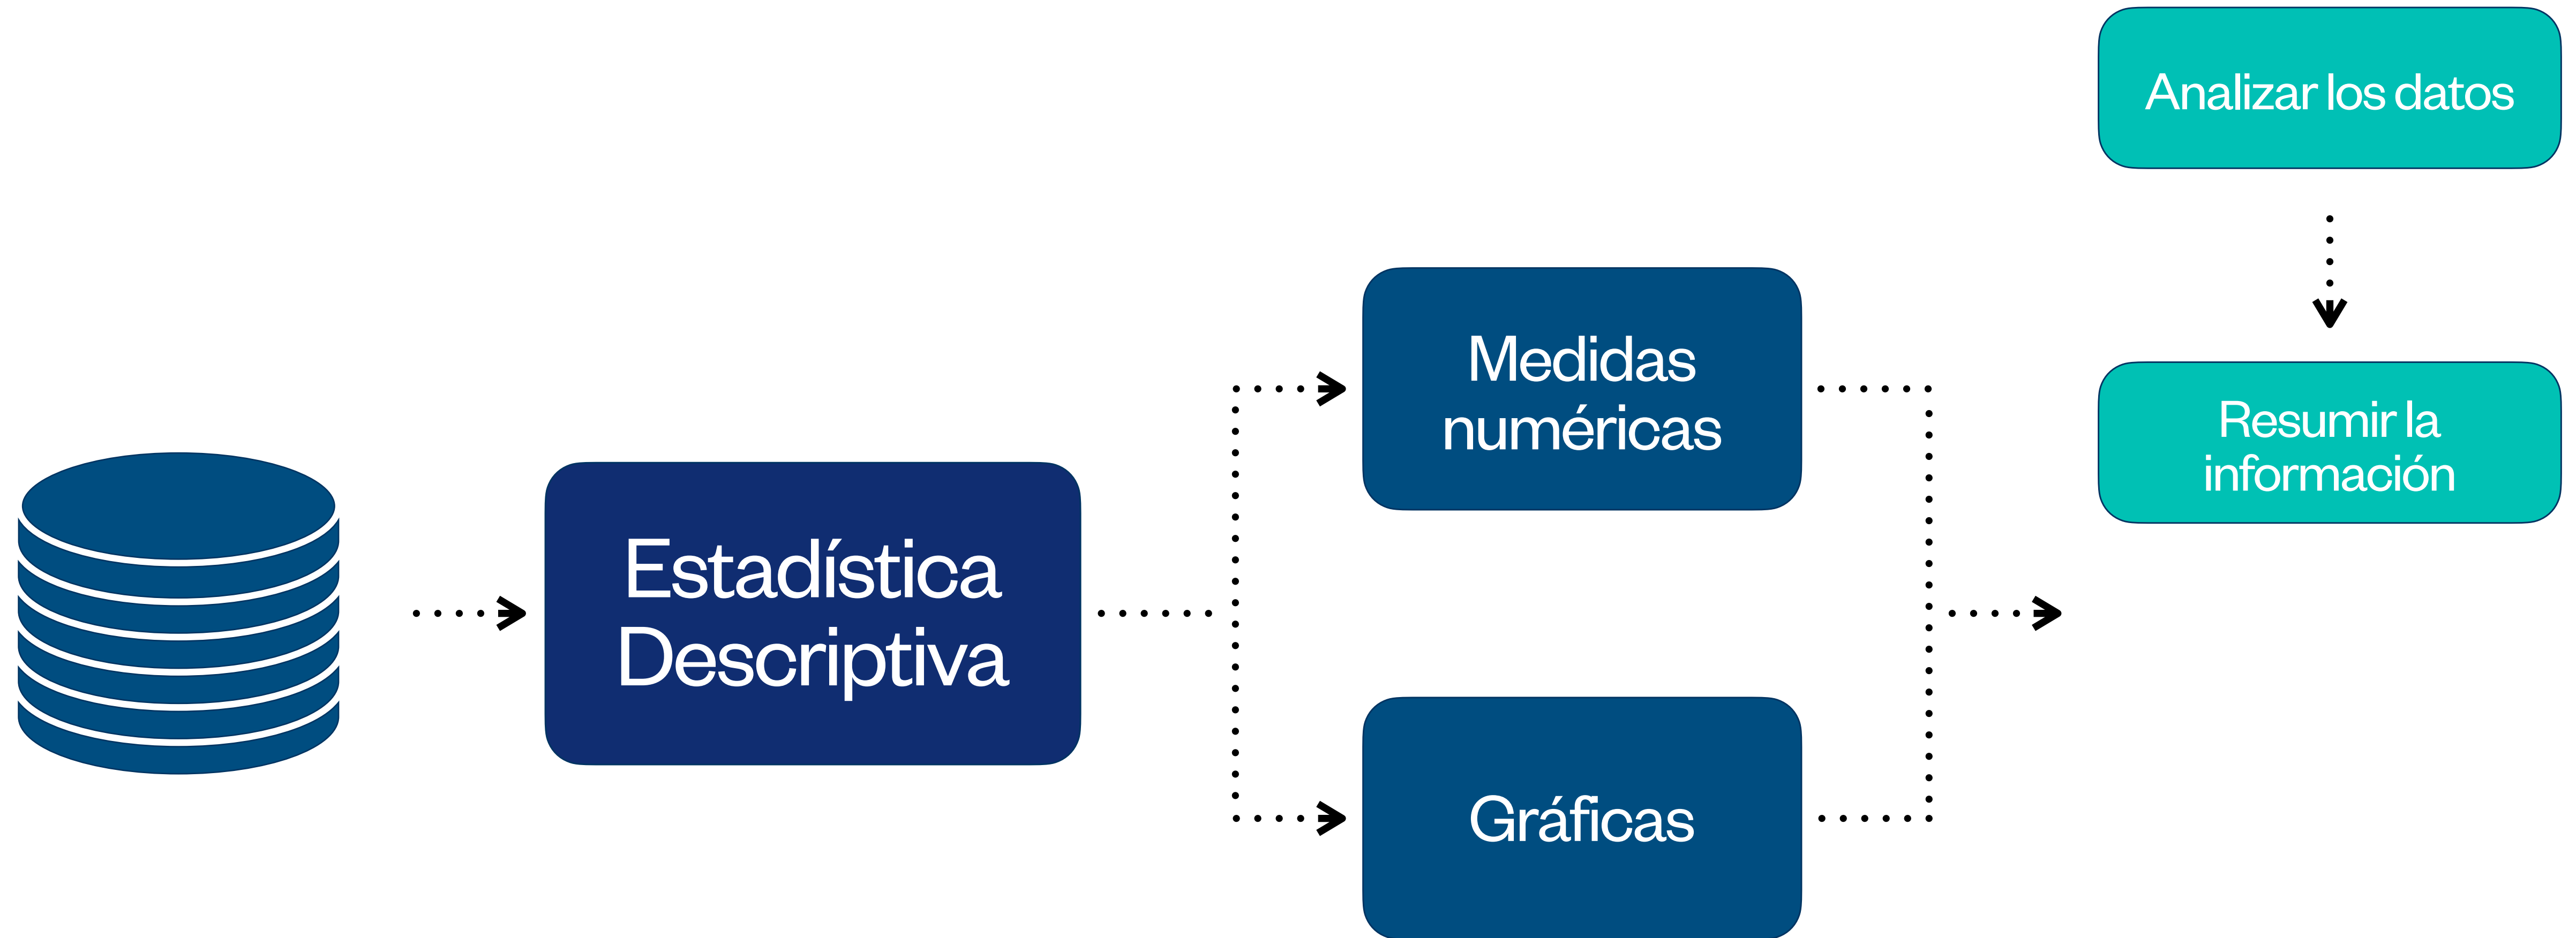 Analizar los datos
Medidas
numéricas
Resumir la
información
Estadística
Descriptiva
Gráficas